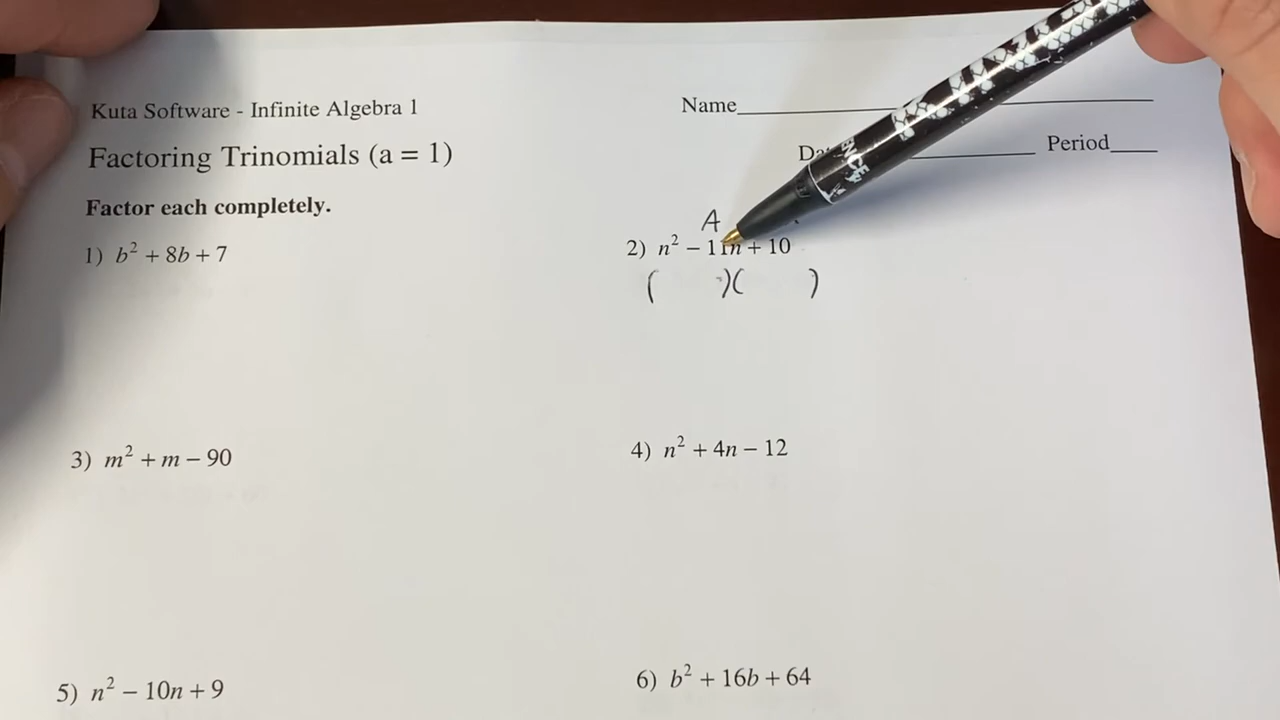 Kuta Software - Infinite Algebra 1
Name
Factoring Trinomials (a = 1)
Period
Factor each completely.
1) b² + 8b + 7
A
2) n² − 11n + 10
(      )(      )
3) m² + m − 90
4) n² + 4n − 12
5) n² − 10n + 9
6) b² + 16b + 64